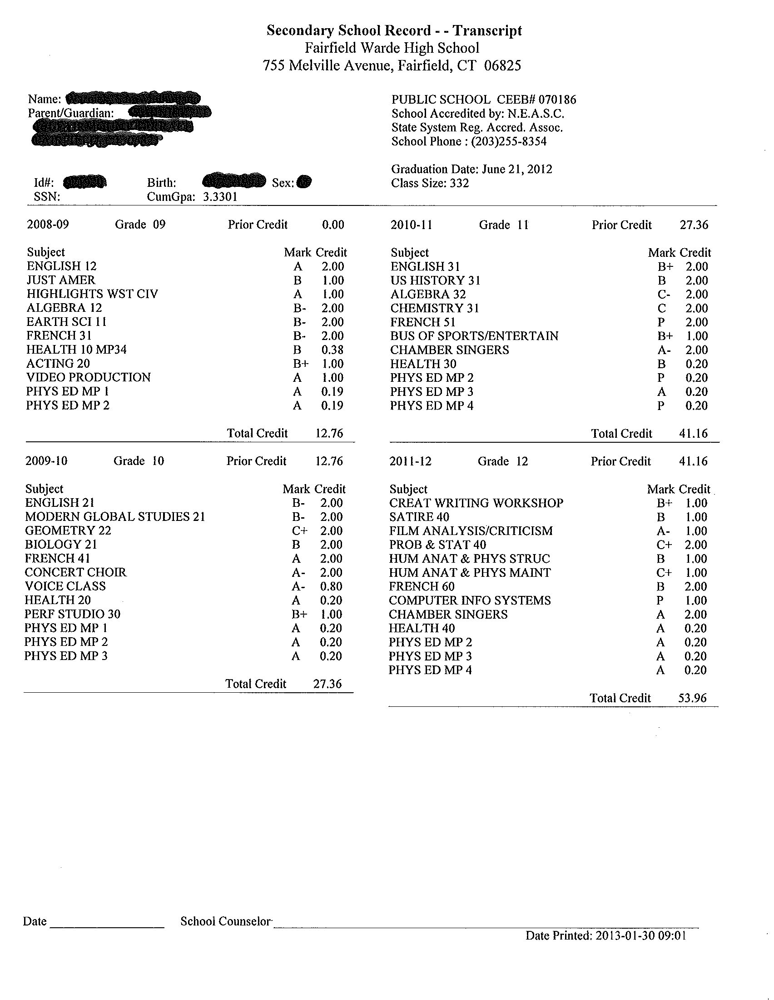 Secondary School Record - - Transcript
Fairfield Warde High School
755 Melville Avenue, Fairfield, CT 06825
Name:
Parent/Guardian:
Id#: Birth: Sex:
SSN: CumGpa: 3.3301
PUBLIC SCHOOL CEEB# 070186
School Accredited by: N.E.A.S.C.
State System Reg. Accred. Assoc.
School Phone : (203)255-8354
Graduation Date: June 21, 2012
Class Size: 332
2008-09 Grade 09 Prior Credit 0.00
Subject Mark Credit
ENGLISH 12 A 2.00
JUST AMER B 1.00
HIGHLIGHTS WST CIV A 1.00
ALGEBRA 12 B- 2.00
EARTH SCI 11 B- 2.00
FRENCH 31 B- 2.00
HEALTH 10 MP34 B 0.38
ACTING 20 B+ 1.00
VIDEO PRODUCTION A 1.00
PHYS ED MP 1 A 0.19
PHYS ED MP 2 A 0.19
Total Credit 12.76
2009-10 Grade 10 Prior Credit 12.76
Subject Mark Credit
ENGLISH 21 B- 2.00
MODERN GLOBAL STUDIES 21 B- 2.00
GEOMETRY 22 C+ 2.00
BIOLOGY 21 B 2.00
FRENCH 41 A 2.00
CONCERT CHOIR A- 2.00
VOICE CLASS A- 0.80
HEALTH 20 A 0.20
PERF STUDIO 30 B+ 1.00
PHYS ED MP 1 A 0.20
PHYS ED MP 2 A 0.20
PHYS ED MP 3 A 0.20
Total Credit 27.36
2010-11 Grade 11 Prior Credit 27.36
Subject Mark Credit
ENGLISH 31 B+ 2.00
US HISTORY 31 B 2.00
ALGEBRA 32 C- 2.00
CHEMISTRY 31 C 2.00
FRENCH 51 P 2.00
BUS OF SPORTS/ENTERTAIN B+ 1.00
CHAMBER SINGERS A- 2.00
HEALTH 30 B 0.20
PHYS ED MP 2 P 0.20
PHYS ED MP 3 A 0.20
PHYS ED MP 4 P 0.20
Total Credit 41.16
2011-12 Grade 12 Prior Credit 41.16
Subject Mark Credit
CREAT WRITING WORKSHOP B+ 1.00
SATIRE 40 B 1.00
FILM ANALYSIS/CRITICISM A- 1.00
PROB & STAT 40 C+ 2.00
HUM ANAT & PHYS STRUC B 1.00
HUM ANAT & PHYS MAINT C+ 1.00
FRENCH 60 B 2.00
COMPUTER INFO SYSTEMS P 1.00
CHAMBER SINGERS A 2.00
HEALTH 40 A 0.20
PHYS ED MP 2 A 0.20
PHYS ED MP 3 A 0.20
PHYS ED MP 4 A 0.20
Total Credit 53.96
Date School Counselor
Date Printed: 2013-01-30 09:01